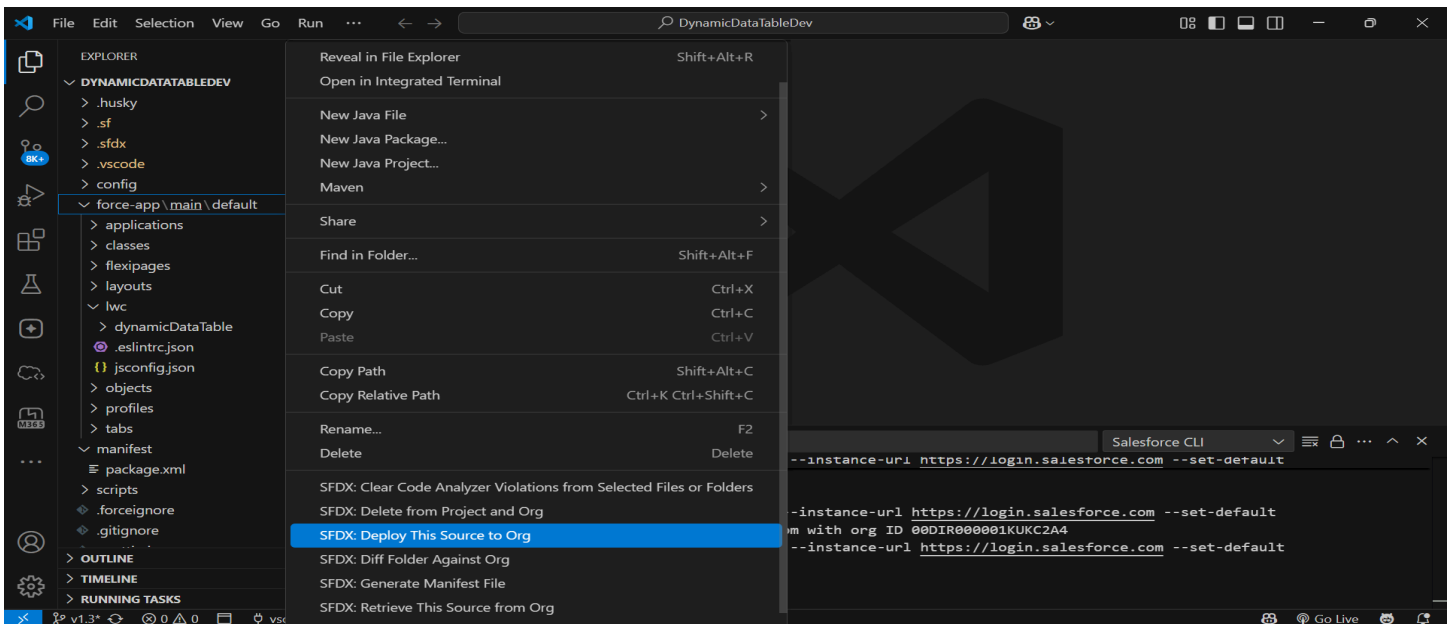 File Edit Selection View Go Run ··· DynamicDataTableDev
EXPLORER
DYNAMICDATATABLEDEV
.husky
.sf
.sfdx
.vscode
config
force-app\main\default
applications
classes
flexipages
layouts
lwc
dynamicDataTable
.eslintrc.json
{} jsconfig.json
objects
profiles
tabs
manifest
package.xml
scripts
.forceignore
.gitignore
OUTLINE
TIMELINE
RUNNING TASKS
8K+
M365
Reveal in File Explorer Shift+Alt+R
Open in Integrated Terminal
New Java File
New Java Package...
New Java Project...
Maven
Share
Find in Folder... Shift+Alt+F
Cut Ctrl+X
Copy Ctrl+C
Paste Ctrl+V
Copy Path Shift+Alt+C
Copy Relative Path Ctrl+K Ctrl+Shift+C
Rename... F2
Delete Delete
SFDX: Clear Code Analyzer Violations from Selected Files or Folders
SFDX: Delete from Project and Org
SFDX: Deploy This Source to Org
SFDX: Diff Folder Against Org
SFDX: Generate Manifest File
SFDX: Retrieve This Source from Org
Salesforce CLI
--instance-url https://login.salesforce.com --set-default
-instance-url https://login.salesforce.com --set-default
om with org ID 00DIR000001KUKC2A4
--instance-url https://login.salesforce.com --set-default
v1.3* 0 0 0 Go Live